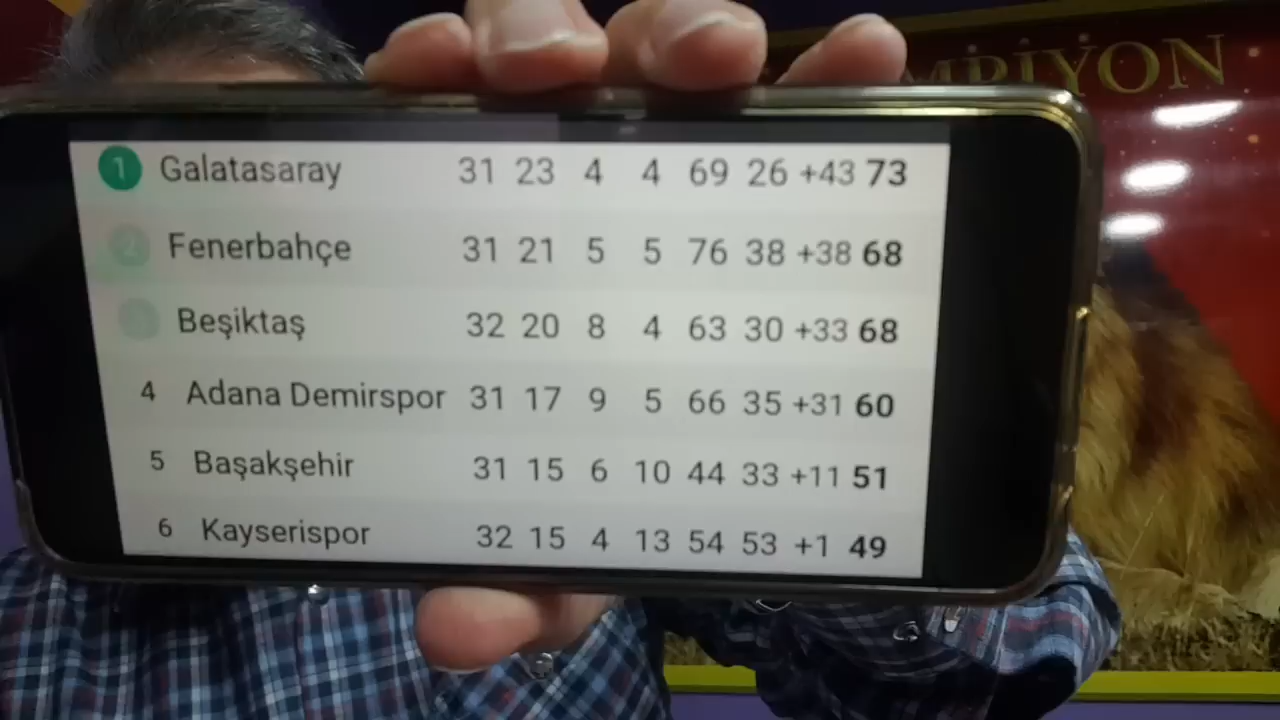 MPİYON
1 Galatasaray 31 23 4 4 69 26 +43 73
2 Fenerbahçe 31 21 5 5 76 38 +38 68
Beşiktaş 32 20 8 4 63 30 +33 68
4 Adana Demirspor 31 17 9 5 66 35 +31 60
5 Başakşehir 31 15 6 10 44 33 +11 51
6 Kayserispor 32 15 4 13 54 53 +1 49